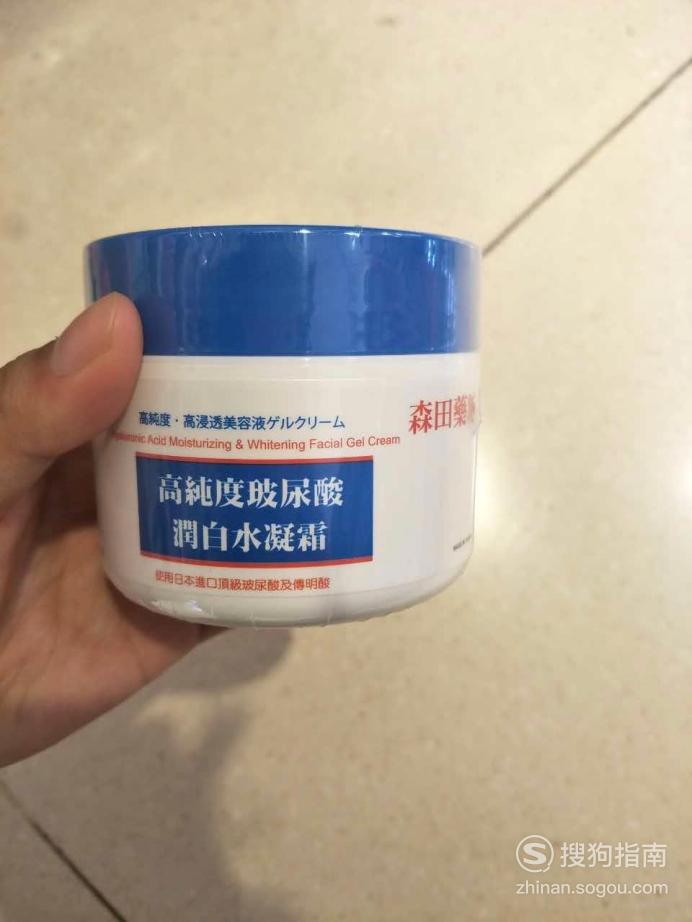 高純度・高浸透美容液ゲルクリーム
Acid Moisturizing & Whitening Facial Gel Cream
森田藥
高純度玻尿酸
潤白水凝霜
使用日本進口頂級玻尿酸及傳明酸
搜狗指南
zhinan.sogou.com